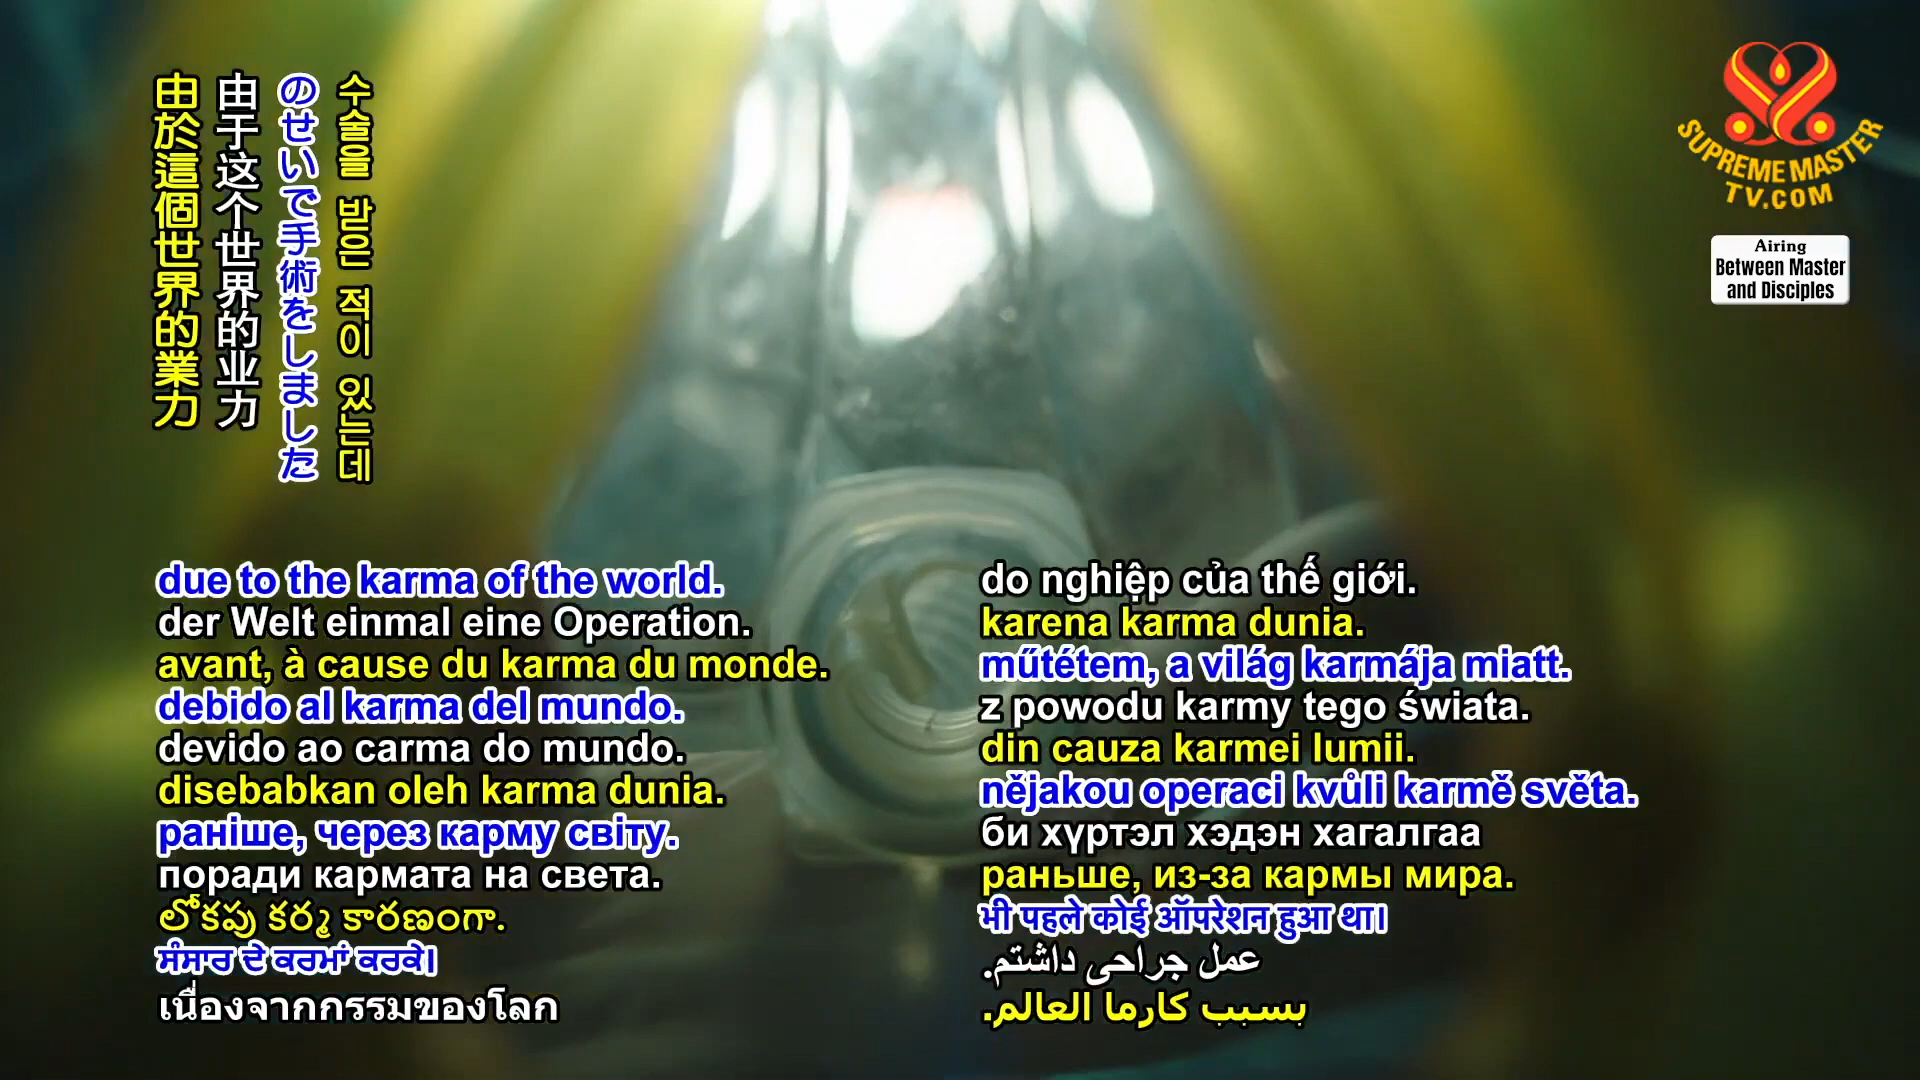 由於這個世界的業力
由于这个世界的业力
のせいで手術をしました
수술을 받은 적이 있는데
SUPREME MASTER
TV.COM
Airing
Between Master
and Disciples
due to the karma of the world.
der Welt einmal eine Operation.
avant, à cause du karma du monde.
debido al karma del mundo.
devido ao carma do mundo.
disebabkan oleh karma dunia.
раніше, через карму світу.
поради кармата на света.
లోకపు కర్మ కారణంగా.
ਸੰਸਾਰ ਦੇ ਕਰਮਾਂ ਕਰਕੇ।
เนื่องจากกรรมของโลก
do nghiệp của thế giới.
karena karma dunia.
műtétem, a világ karmája miatt.
z powodu karmy tego świata.
din cauza karmei lumii.
nějakou operaci kvůli karmě světa.
би хүртэл хэдэн хагалгаа
раньше, из-за кармы мира.
भी पहले कोई ऑपरेशन हुआ था।
عمل جراحی داشتم.
بسبب كارما العالم.